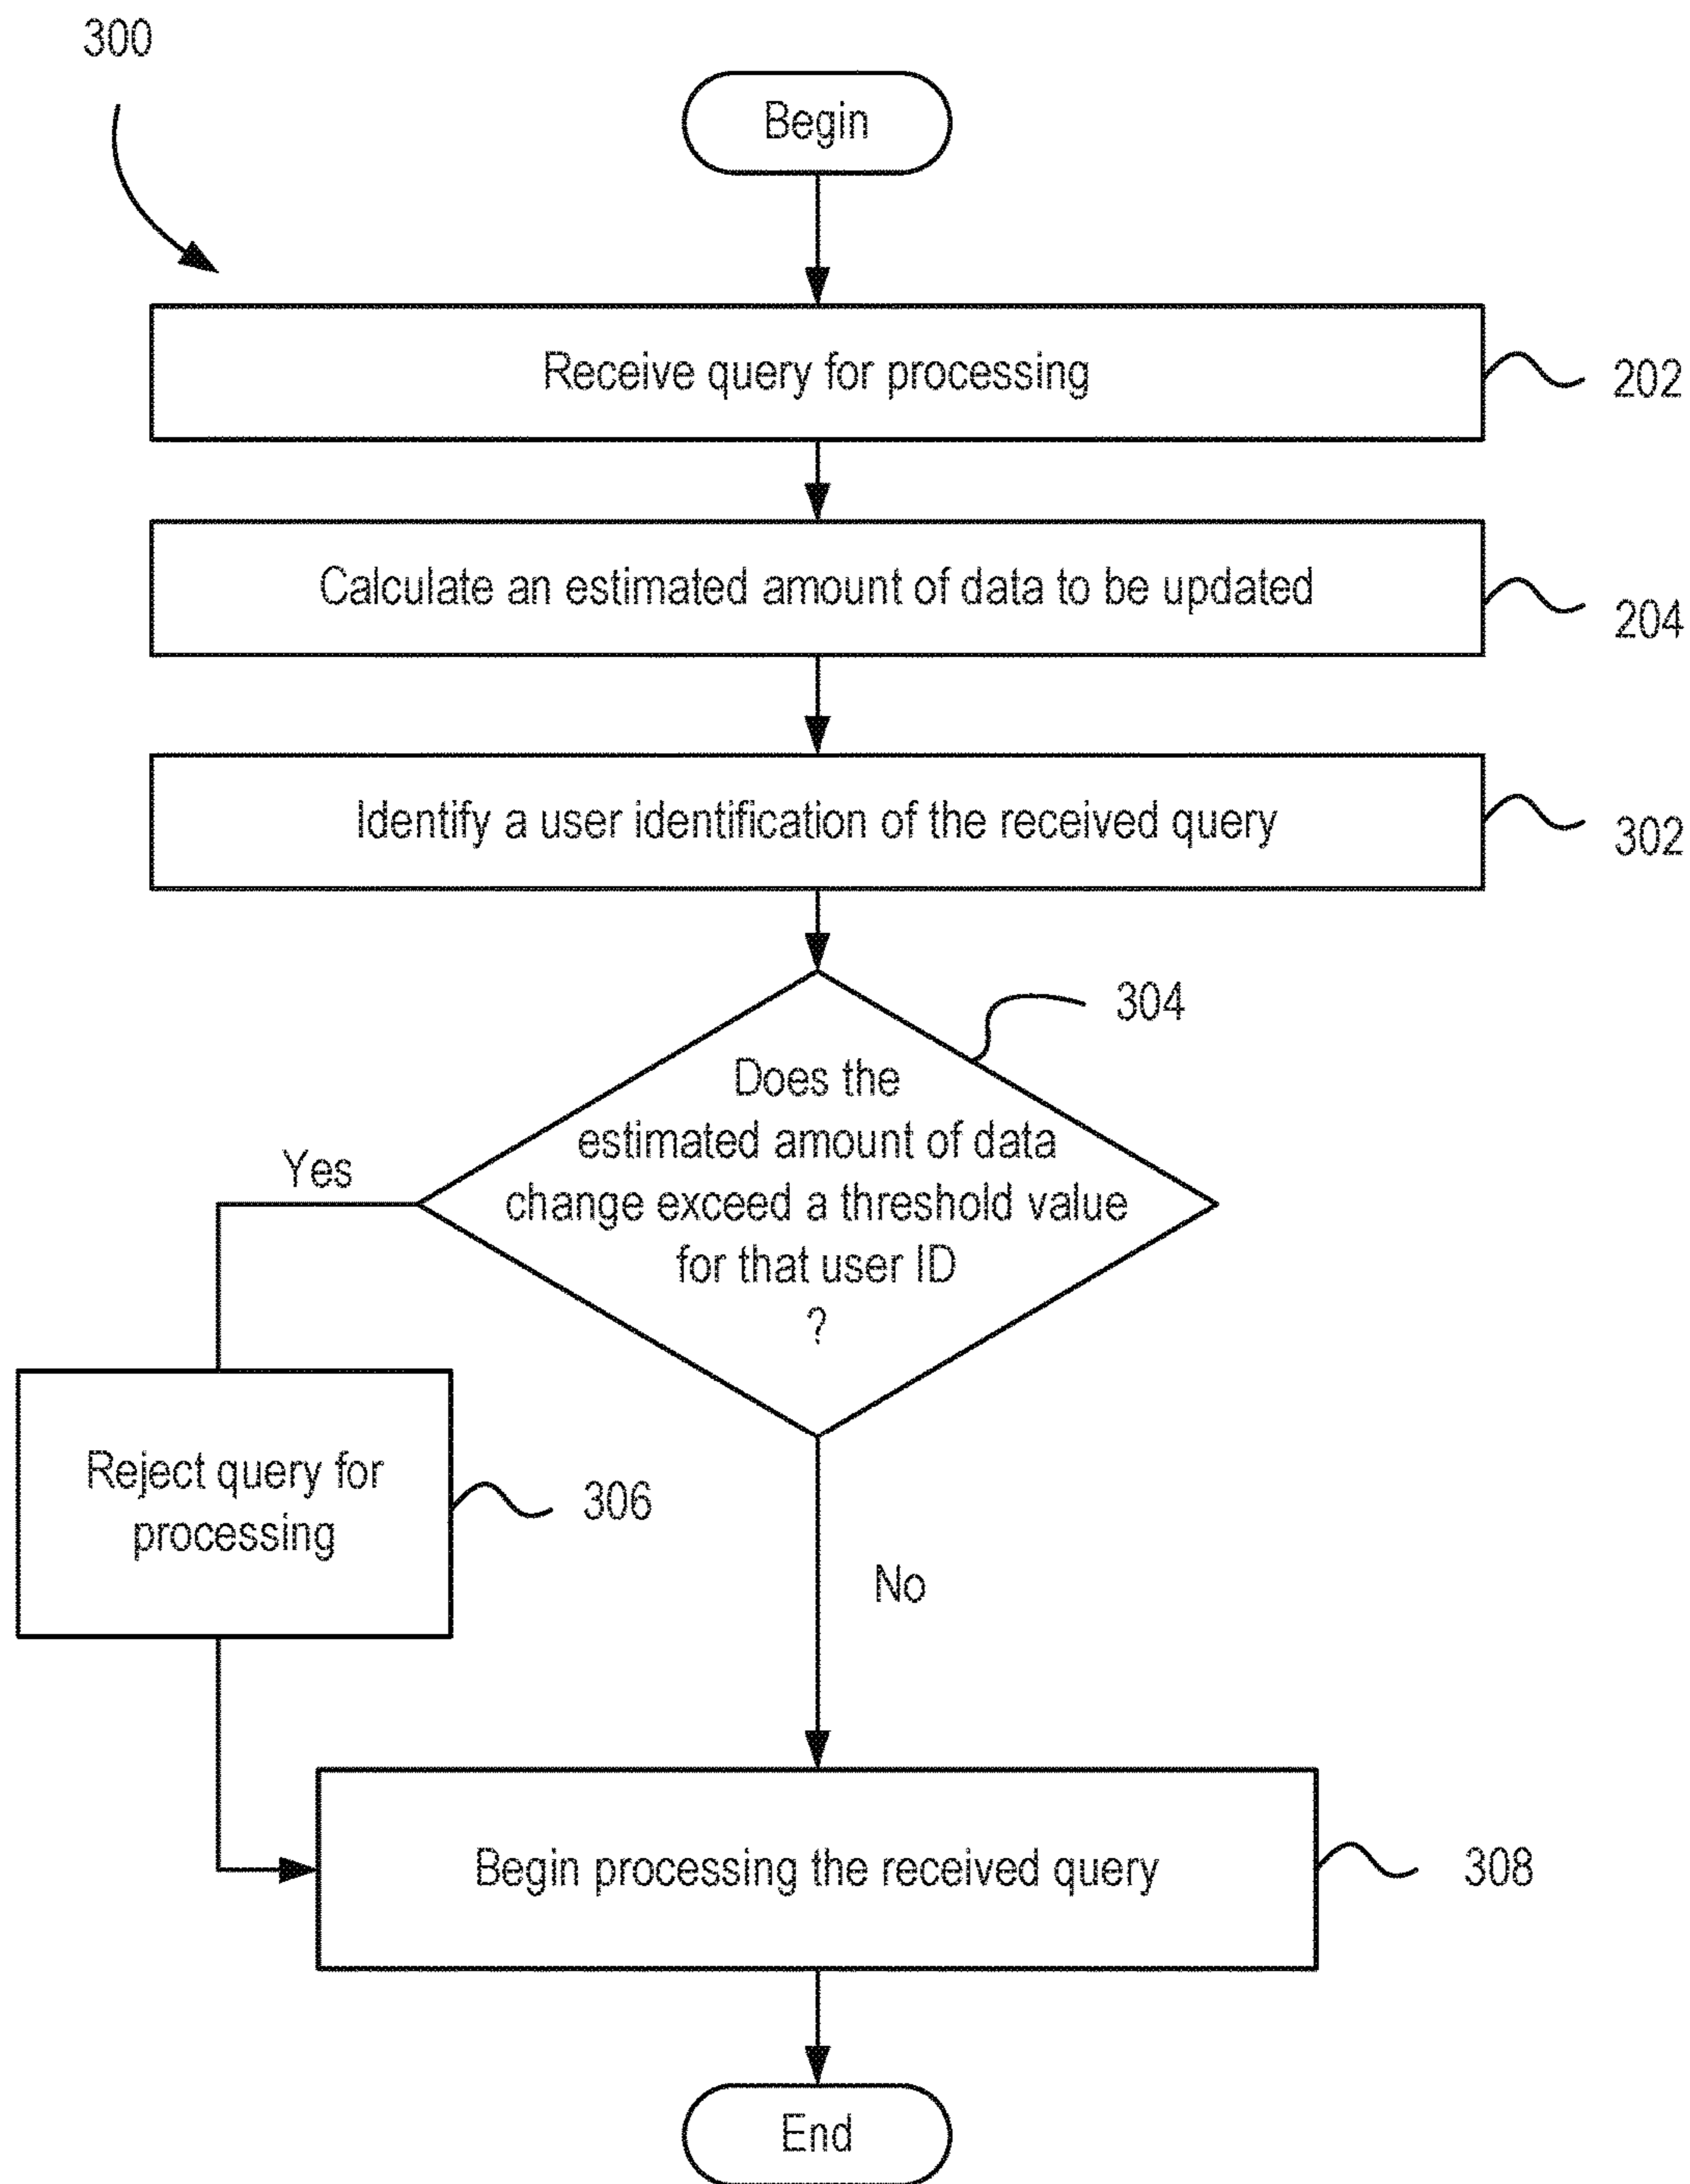 300
Begin
Receive query for processing
202
Calculate an estimated amount of data to be updated
204
Identify a user identification of the received query
302
304
Does the
estimated amount of data
change exceed a threshold value
for that user ID
?
Yes
Reject query for
processing
306
No
Begin processing the received query
308
End